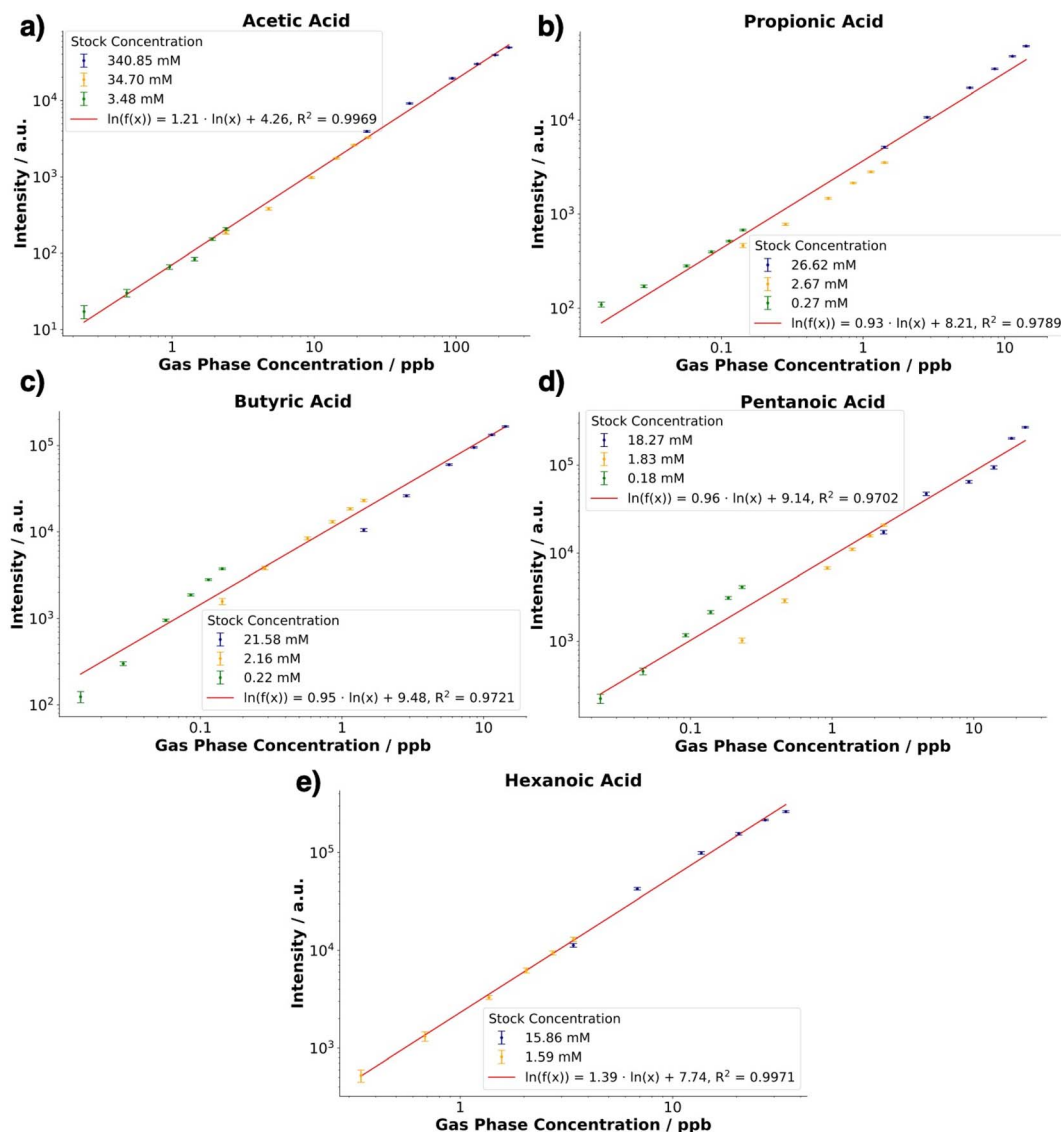 a)
Acetic Acid
Stock Concentration
340.85 mM
34.70 mM
3.48 mM
ln(f(x)) = 1.21 · ln(x) + 4.26, R² = 0.9969
Intensity / a.u.
10⁴
10³
10²
10¹
1
10
100
Gas Phase Concentration / ppb
b)
Propionic Acid
Intensity / a.u.
10⁴
10³
10²
Stock Concentration
26.62 mM
2.67 mM
0.27 mM
ln(f(x)) = 0.93 · ln(x) + 8.21, R² = 0.9789
0.1
1
10
Gas Phase Concentration / ppb
c)
Butyric Acid
Intensity / a.u.
10⁵
10⁴
10³
10²
Stock Concentration
21.58 mM
2.16 mM
0.22 mM
ln(f(x)) = 0.95 · ln(x) + 9.48, R² = 0.9721
0.1
1
10
Gas Phase Concentration / ppb
d)
Pentanoic Acid
Stock Concentration
18.27 mM
1.83 mM
0.18 mM
ln(f(x)) = 0.96 · ln(x) + 9.14, R² = 0.9702
Intensity / a.u.
10⁵
10⁴
10³
0.1
1
10
Gas Phase Concentration / ppb
e)
Hexanoic Acid
Intensity / a.u.
10⁵
10⁴
10³
Stock Concentration
15.86 mM
1.59 mM
ln(f(x)) = 1.39 · ln(x) + 7.74, R² = 0.9971
1
10
Gas Phase Concentration / ppb